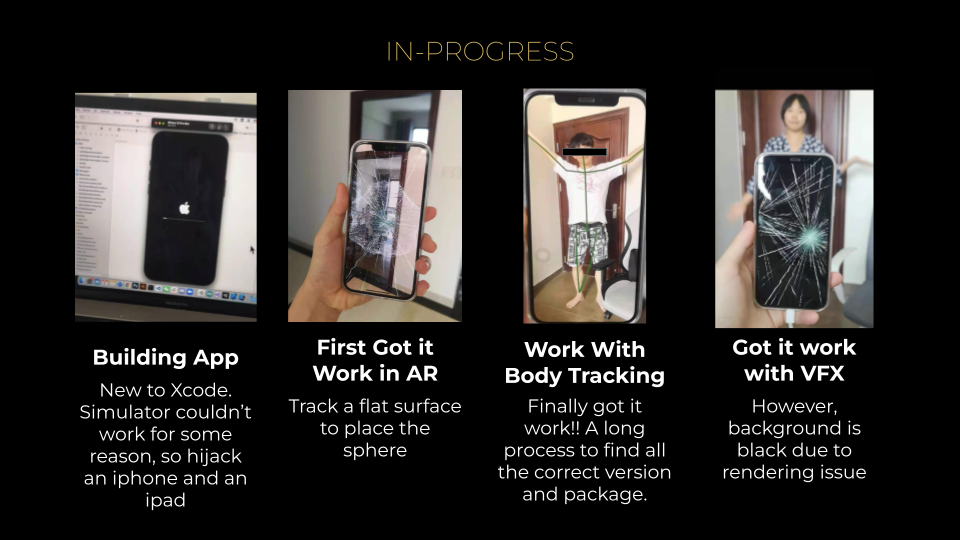 IN-PROGRESS
Building App
New to Xcode.
Simulator couldn’t
work for some
reason, so hijack
an iphone and an
ipad
First Got it
Work in AR
Track a flat surface
to place the
sphere
Work With
Body Tracking
Finally got it
work!! A long
process to find all
the correct version
and package.
Got it work
with VFX
However,
background is
black due to
rendering issue